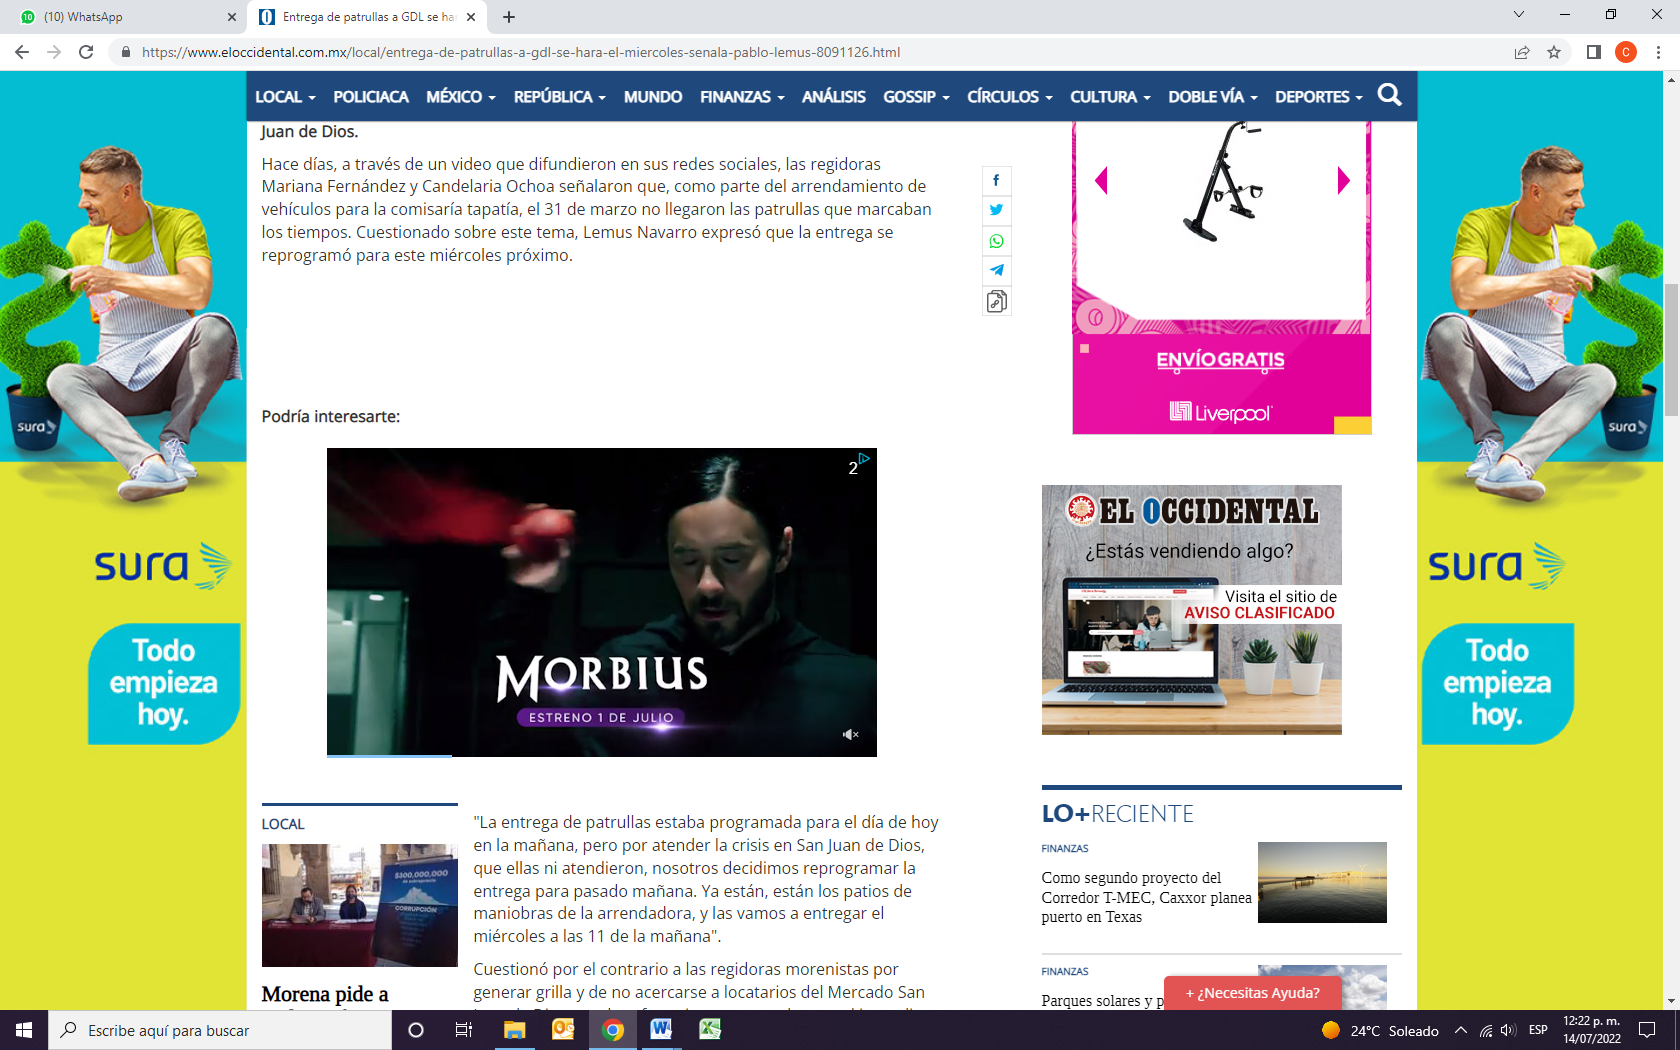 (10) WhatsApp
Entrega de patrullas a GDL se har
https://www.eloccidental.com.mx/local/entrega-de-patrullas-a-gdl-se-hara-el-miercoles-senala-pablo-lemus-8091126.html
C
LOCAL POLICIACA MÉXICO REPÚBLICA MUNDO FINANZAS ANÁLISIS GOSSIP CÍRCULOS CULTURA DOBLE VÍA DEPORTES
Juan de Dios.
Hace días, a través de un video que difundieron en sus redes sociales, las regidoras
Mariana Fernández y Candelaria Ochoa señalaron que, como parte del arrendamiento de
vehículos para la comisaría tapatía, el 31 de marzo no llegaron las patrullas que marcaban
los tiempos. Cuestionado sobre este tema, Lemus Navarro expresó que la entrega se
reprogramó para este miércoles próximo.
Podría interesarte:
2
MORBIUS
ESTRENO 1 DE JULIO
LOCAL
$300,000,000
CORRUPCIÓN
Morena pide a
"La entrega de patrullas estaba programada para el día de hoy
en la mañana, pero por atender la crisis en San Juan de Dios,
que ellas ni atendieron, nosotros decidimos reprogramar la
entrega para pasado mañana. Ya están, están los patios de
maniobras de la arrendadora, y las vamos a entregar el
miércoles a las 11 de la mañana".
Cuestionó por el contrario a las regidoras morenistas por
generar grilla y de no acercarse a locatarios del Mercado San
ENVÍO GRATIS
Liverpool
EL OCCIDENTAL
¿Estás vendiendo algo?
Visita el sitio de
AVISO CLASIFICADO
LO+RECIENTE
FINANZAS
Como segundo proyecto del
Corredor T-MEC, Caxxor planea
puerto en Texas
FINANZAS
Parques solares y p
+ ¿Necesitas Ayuda?
sura
sura
Todo
empieza
hoy.
sura
sura
Todo
empieza
hoy.
Escribe aquí para buscar
24°C Soleado
ESP
12:22 p. m.
14/07/2022